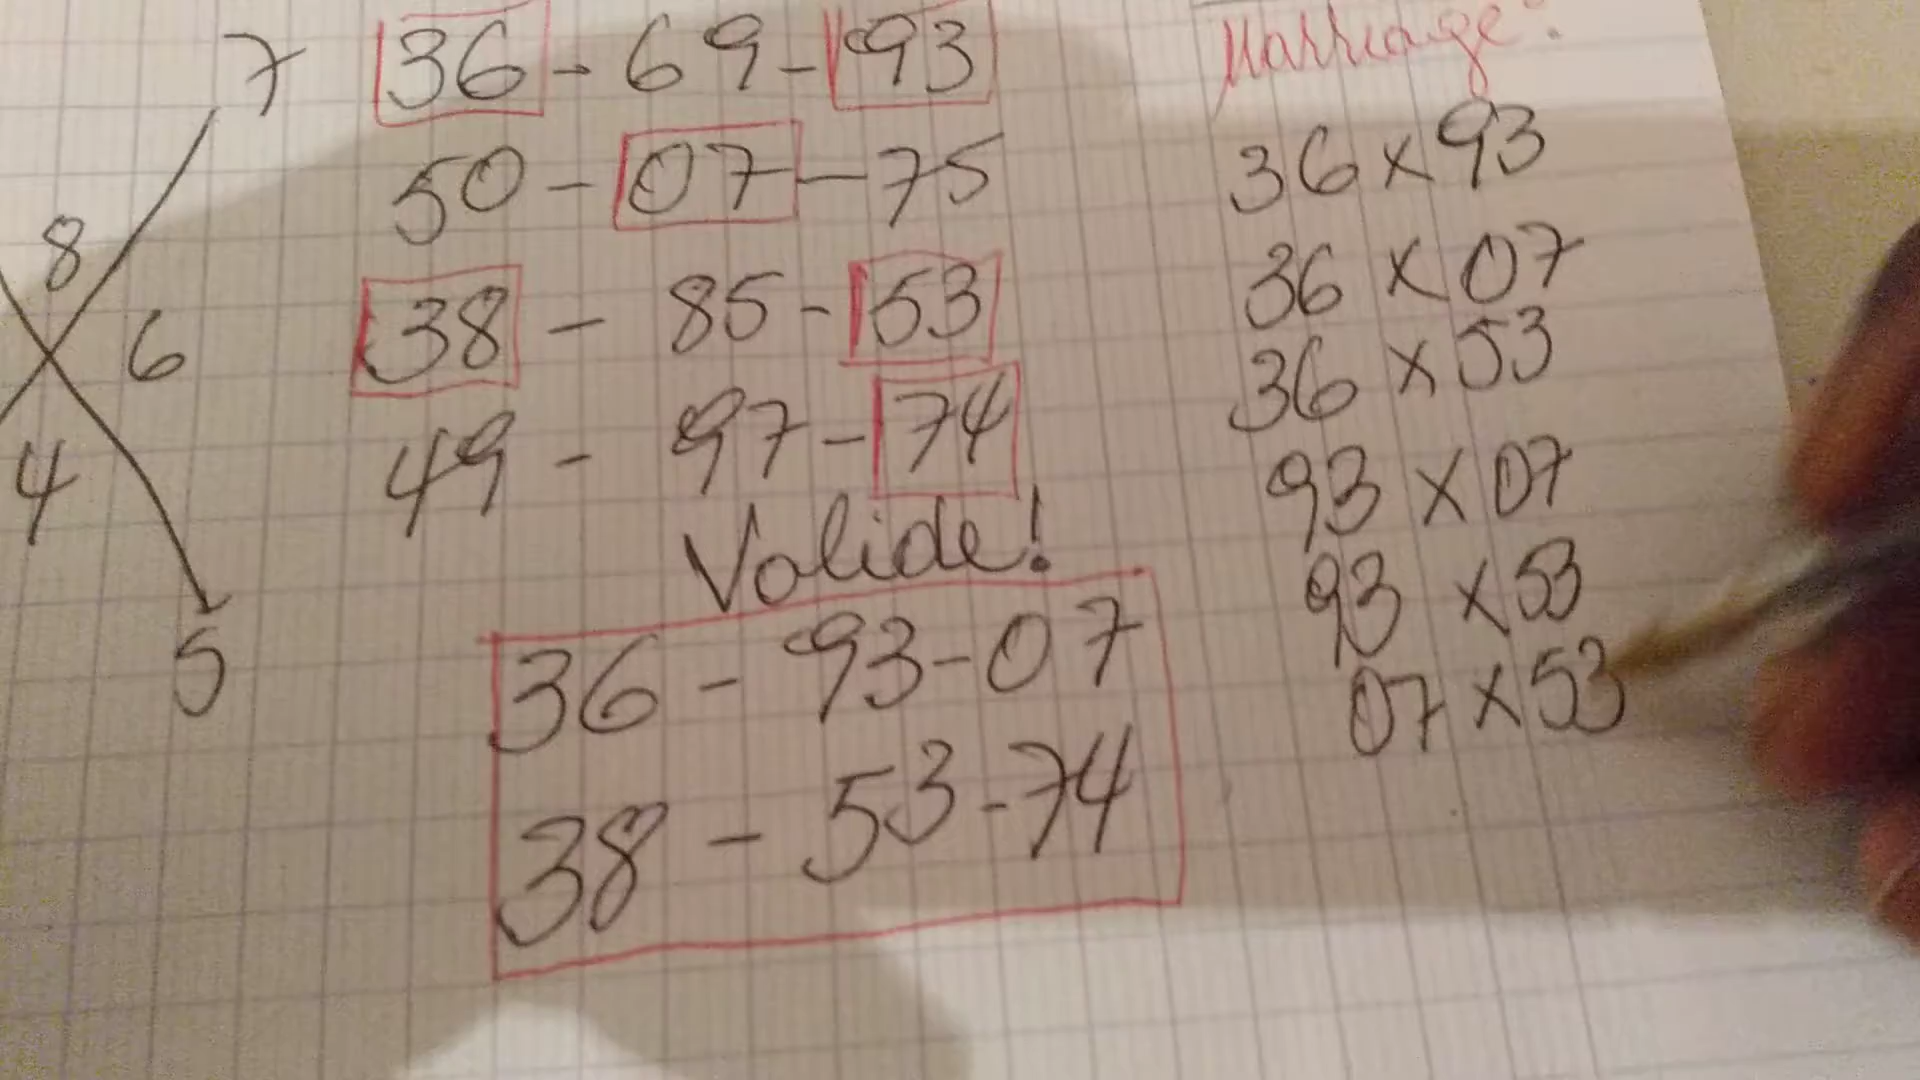 7 36 - 69 - 93
50 - 07 - 75
8
38 - 85 - 53
6
49 - 97 - 74
4
Valide!
5
36 - 93 - 07
38 - 53 - 74
Marriage:
36 x 93
36 x 07
36 x 53
93 x 07
93 x 53
07 x 53